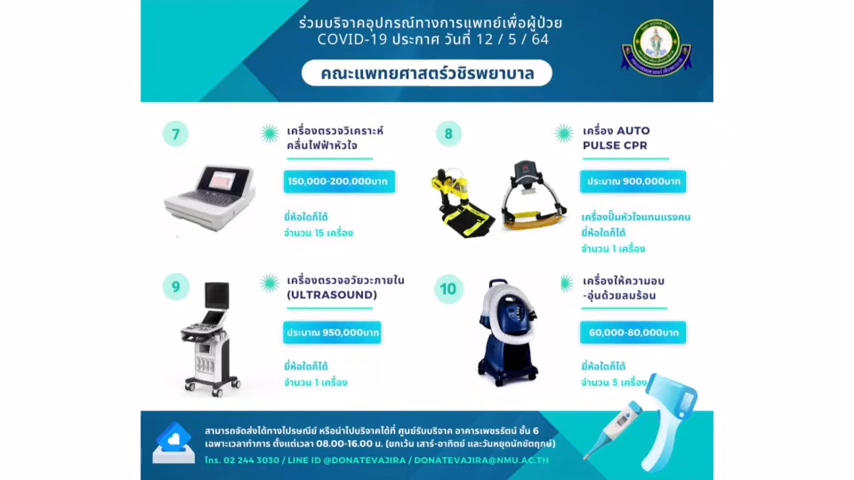 ร่วมบริจาคอุปกรณ์ทางการแพทย์เพื่อผู้ป่วย
COVID-19 ประกาศ วันที่ 12 / 5 / 64
คณะแพทยศาสตร์วชิรพยาบาล
7
เครื่องตรวจวิเคราะห์
คลื่นไฟฟ้าหัวใจ
150,000-200,000บาท
ยี่ห้อใดก็ได้
จำนวน 15 เครื่อง
8
เครื่อง AUTO
PULSE CPR
ประมาณ 900,000บาท
เครื่องปั๊มหัวใจแทนแรงคน
ยี่ห้อใดก็ได้
จำนวน 1 เครื่อง
9
เครื่องตรวจอวัยวะภายใน
(ULTRASOUND)
ประมาณ 950,000บาท
ยี่ห้อใดก็ได้
จำนวน 1 เครื่อง
10
เครื่องให้ความอบ
-อุ่นด้วยลมร้อน
60,000-80,000บาท
ยี่ห้อใดก็ได้
จำนวน 5 เครื่อง
สามารถจัดส่งได้ทางไปรษณีย์ หรือนำไปบริจาคได้ที่ ศูนย์รับบริจาค อาคารเพชรรัตน์ ชั้น 6
เฉพาะเวลาทำการ ตั้งแต่เวลา 08.00-16.00 น. (ยกเว้น เสาร์-อาทิตย์ และวันหยุดนักขัตฤกษ์)
โทร. 02 244 3030 / LINE ID @DONATEVAJIRA / DONATEVAJIRA@NMU.AC.TH